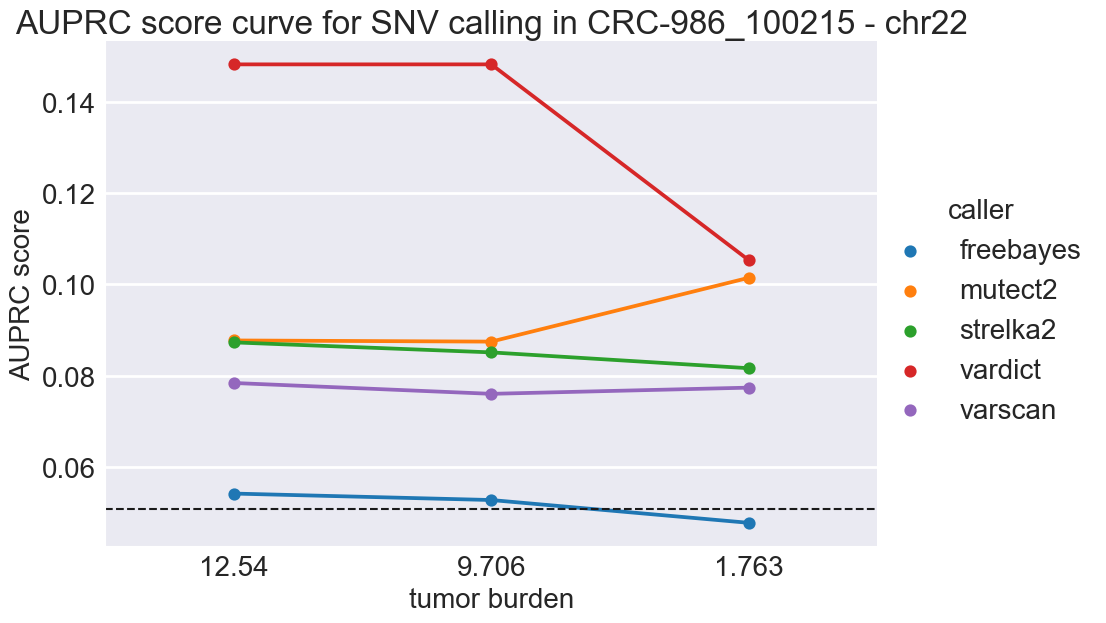 AUPRC score curve for SNV calling in CRC-986_100215 - chr22
AUPRC score
0.14
0.12
0.10
0.08
0.06
12.54
9.706
1.763
tumor burden
caller
freebayes
mutect2
strelka2
vardict
varscan